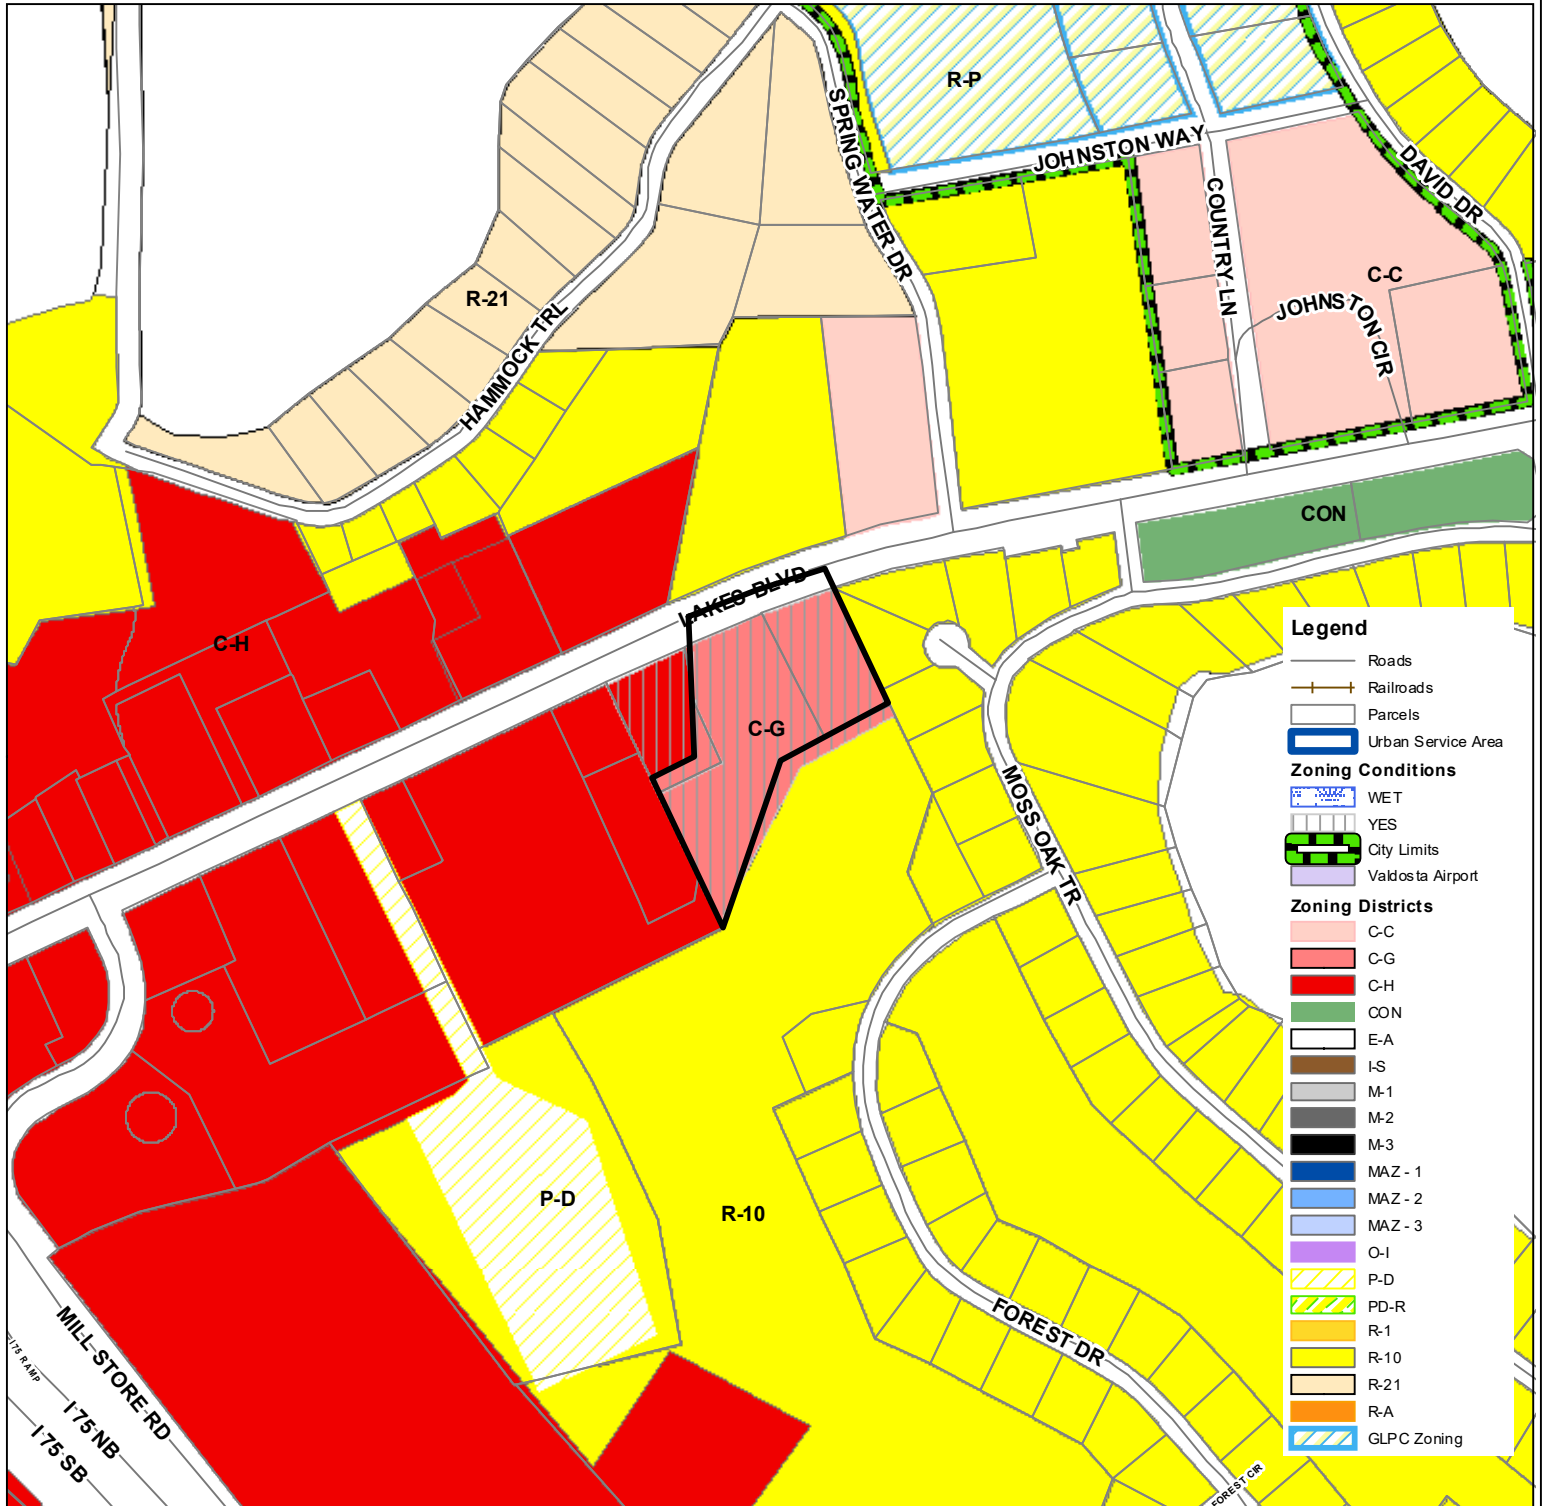 R-P
SPRING WATER DR
JOHNSTON WAY
DAVID DR
COUNTRY LN
C-C
JOHNSTON CIR
R-21
HAMMOCK TRL
CON
LAKES BLVD
C-H
C-G
MOSS OAK TR
P-D
R-10
FOREST DR
FOREST CIR
MILL STORE RD
I 75 RAMP
I 75 NB
I 75 SB
Legend
Roads
Railroads
Parcels
Urban Service Area
Zoning Conditions
WET
YES
City Limits
Valdosta Airport
Zoning Districts
C-C
C-G
C-H
CON
E-A
I-S
M-1
M-2
M-3
MAZ - 1
MAZ - 2
MAZ - 3
O-I
P-D
PD-R
R-1
R-10
R-21
R-A
GLPC Zoning